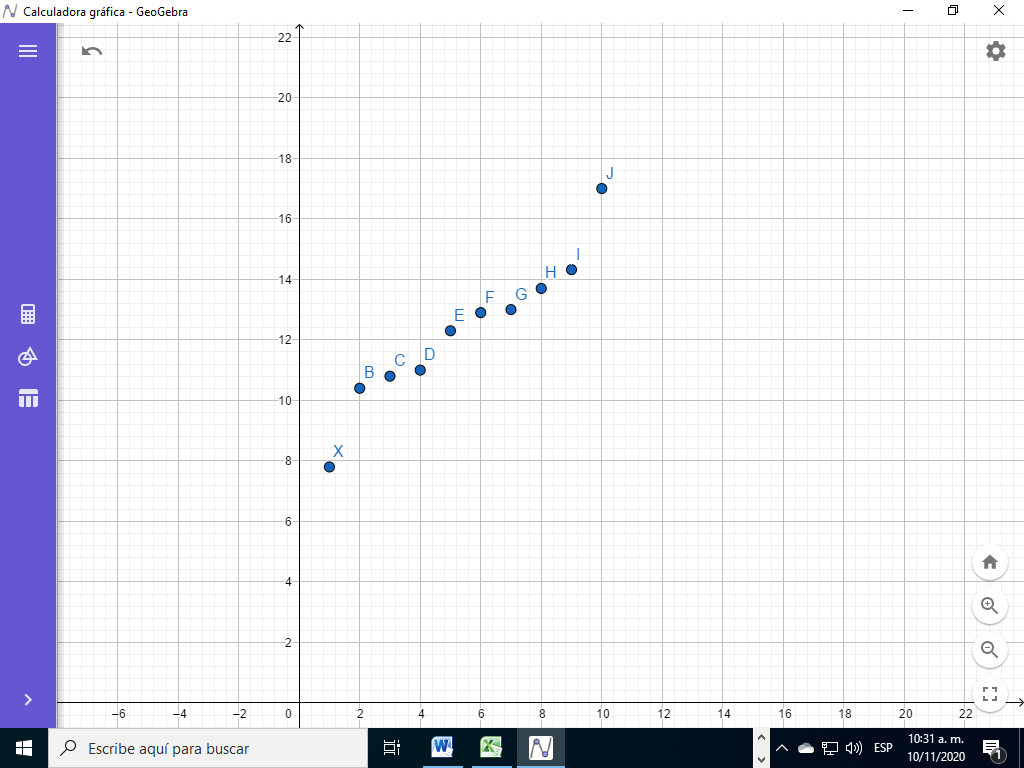 Calculadora gráfica - GeoGebra
22
20
18
16
14
12
10
8
6
4
2
J
I
H
G
F
E
D
C
B
X
−6 −4 −2 0 2 4 6 8 10 12 14 16 18 20 22
Escribe aquí para buscar
ESP
10:31 a. m.
10/11/2020
1